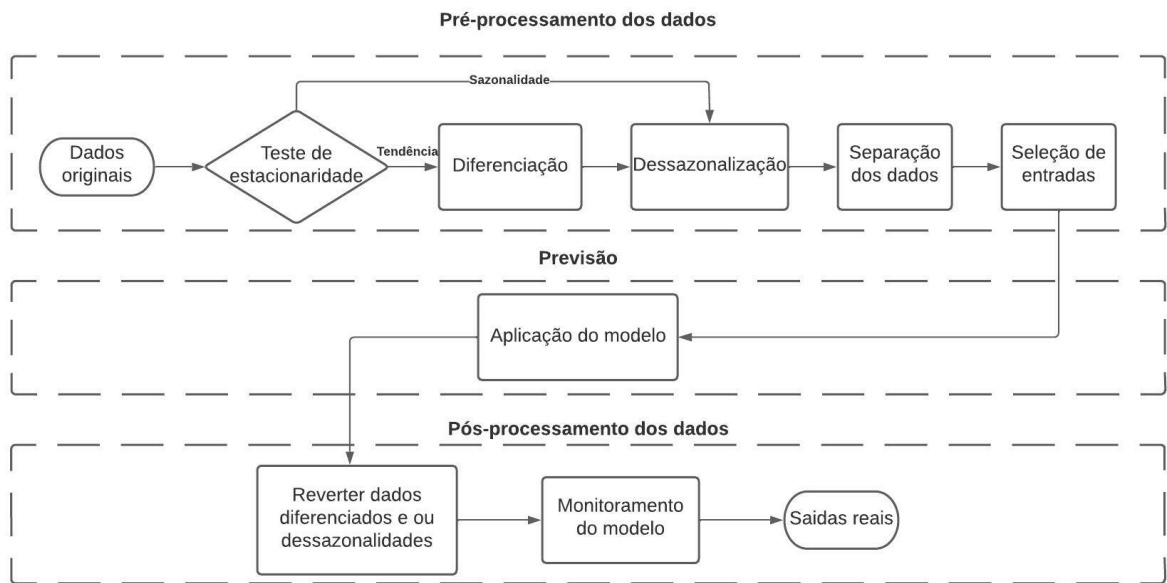 Pré-processamento dos dados
Sazonalidade
Dados
originais
Teste de
estacionaridade
Tendência
Diferenciação
Dessazonalização
Separação
dos dados
Seleção de
entradas
Previsão
Aplicação do modelo
Pós-processamento dos dados
Reverter dados
diferenciados e ou
dessazonalidades
Monitoramento
do modelo
Saidas reais